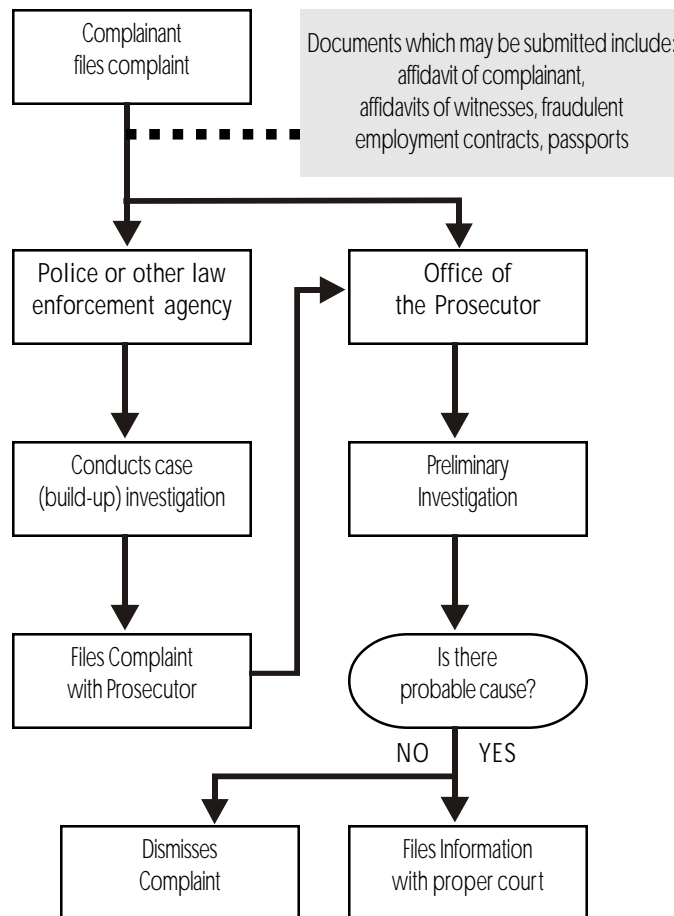 Complainant
files complaint
Documents which may be submitted include:
affidavit of complainant,
affidavits of witnesses, fraudulent
employment contracts, passports
Police or other law
enforcement agency
Office of
the Prosecutor
Conducts case
(build-up) investigation
Preliminary
Investigation
Files Complaint
with Prosecutor
Is there
probable cause?
NO YES
Dismisses
Complaint
Files Information
with proper court